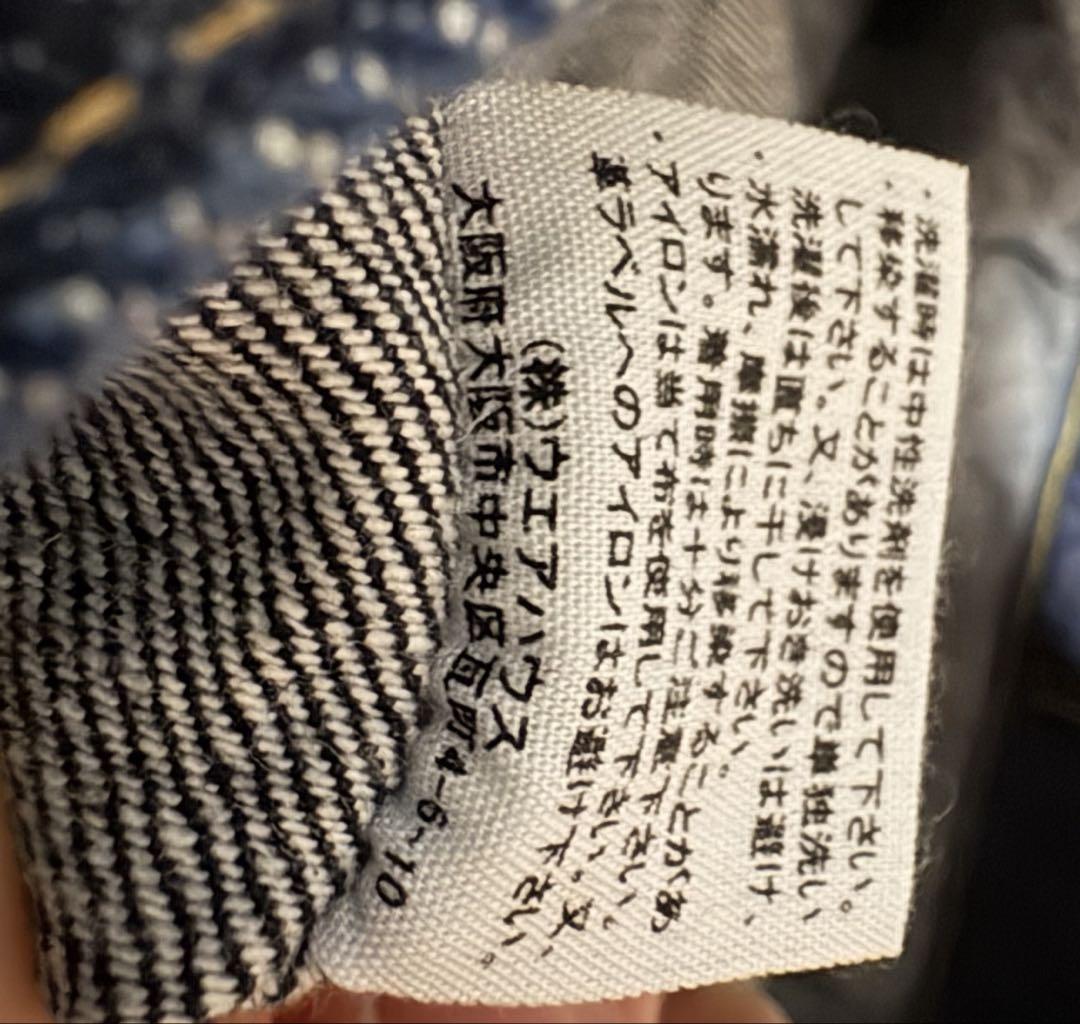 ・洗濯時は中性洗剤を使用して下さい。
・移染することがありますので単独洗い
して下さい。又、浸けおき洗いは避け、
洗濯後は直ちに干して下さい。
・水濡れ、摩擦により移染することがあ
ります。着用時は十分ご注意下さい。
・アイロンは当て布を使用して下さい。又、
革ラベルへのアイロンはお避け下さい。
(株)ウエアハウス
大阪府大阪市中央区瓦町4-6-10